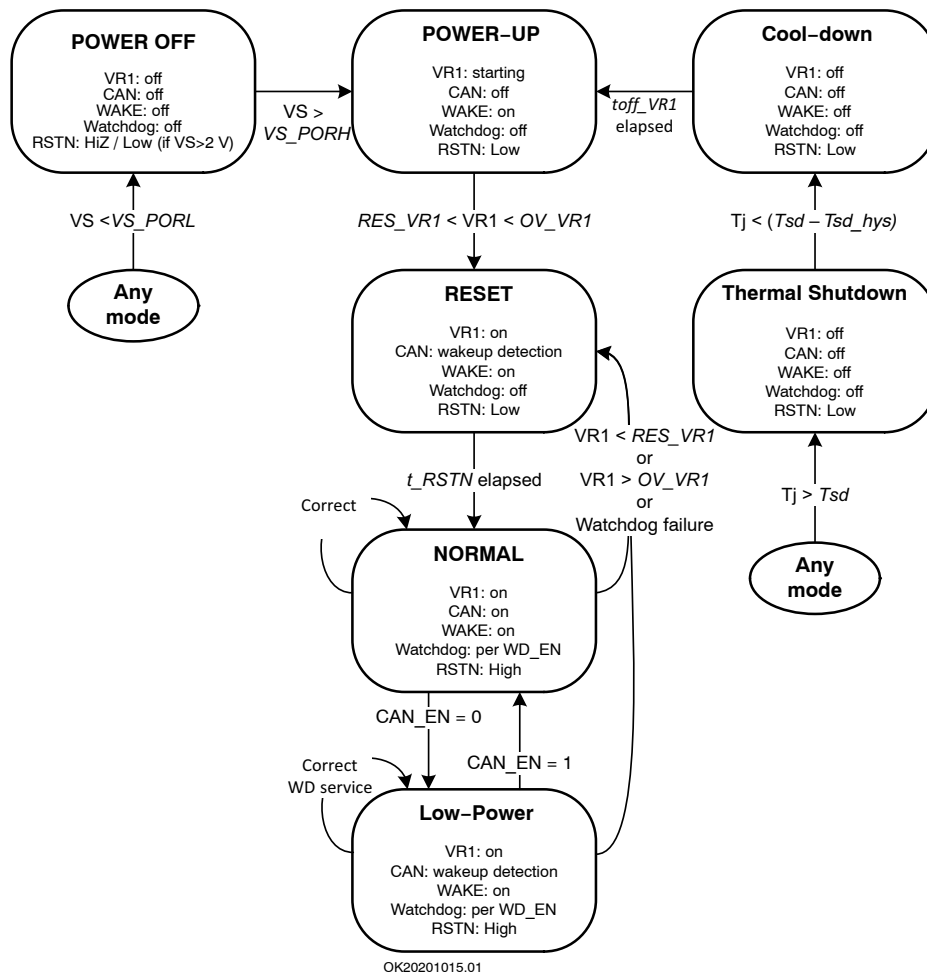 POWER OFF
VR1: off
CAN: off
WAKE: off
Watchdog: off
RSTN: HiZ / Low (if VS>2 V)
VS >
VS_PORH
POWER−UP
VR1: starting
CAN: off
WAKE: on
Watchdog: off
RSTN: Low
toff_VR1
elapsed
Cool−down
VR1: off
CAN: off
WAKE: off
Watchdog: off
RSTN: Low
VS <VS_PORL
Any
mode
RES_VR1 < VR1 < OV_VR1
Tj < (Tsd − Tsd_hys)
RESET
VR1: on
CAN: wakeup detection
WAKE: on
Watchdog: off
RSTN: Low
Thermal Shutdown
VR1: off
CAN: off
WAKE: off
Watchdog: off
RSTN: Low
VR1 < RES_VR1
or
VR1 > OV_VR1
or
Watchdog failure
Tj > Tsd
Any
mode
t_RSTN elapsed
Correct
NORMAL
VR1: on
CAN: on
WAKE: on
Watchdog: per WD_EN
RSTN: High
CAN_EN = 0
CAN_EN = 1
Correct
WD service
Low−Power
VR1: on
CAN: wakeup detection
WAKE: on
Watchdog: per WD_EN
RSTN: High
OK20201015.01